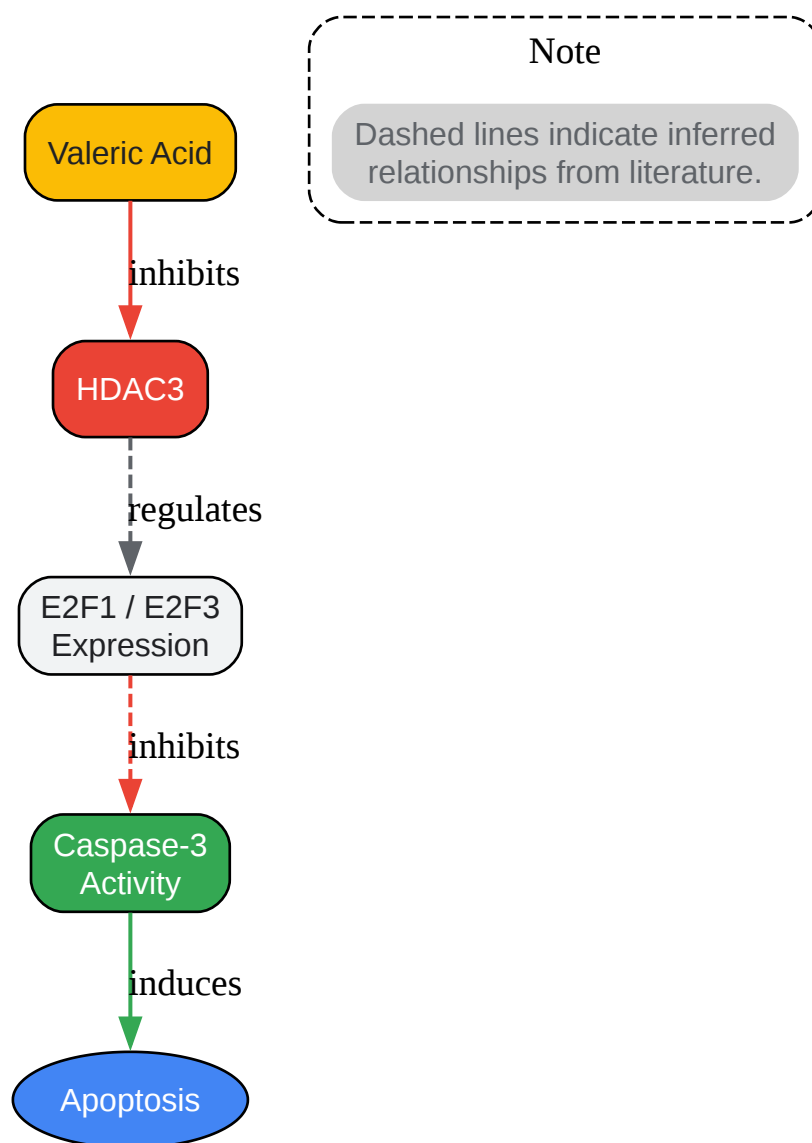 Note
Dashed lines indicate inferred
relationships from literature.
Valeric Acid
inhibits
HDAC3
regulates
E2F1 / E2F3
Expression
inhibits
Caspase-3
Activity
induces
Apoptosis